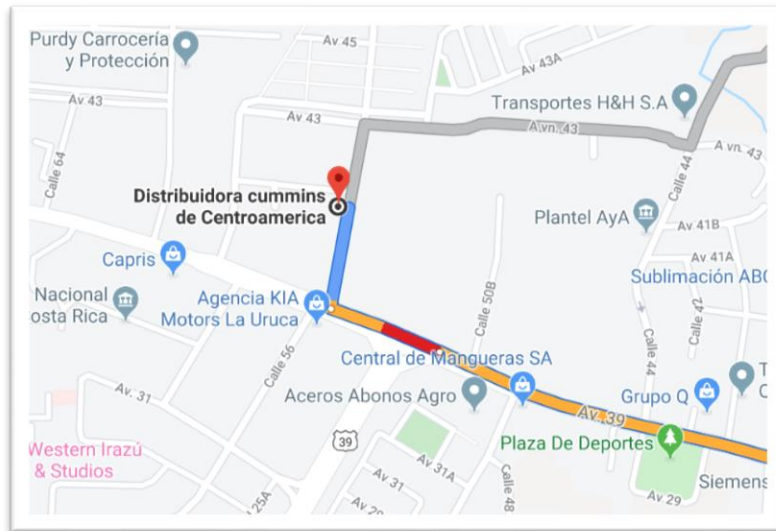 Purdy Carrocería
y Protección
Av 45
Av 43A
Av 43
Av 43
Transportes H&H S.A
A vn. 43
A vn. 43
Calle 64
Calle 44
Distribuidora cummins
de Centroamerica
Plantel AyA
Av 41B
Av 41A
Capris
Sublimación ABC
Nacional
osta Rica
Agencia KIA
Motors La Uruca
Calle 50B
Calle 42
Calle 44
Calle 56
Central de Mangueras SA
Av. 31
Aceros Abonos Agro
Grupo Q
Av. 39
39
Plaza De Deportes
Western Irazú
& Studios
Av 31A
Av 31
Av 29
Calle 48
Siemens
Av 29